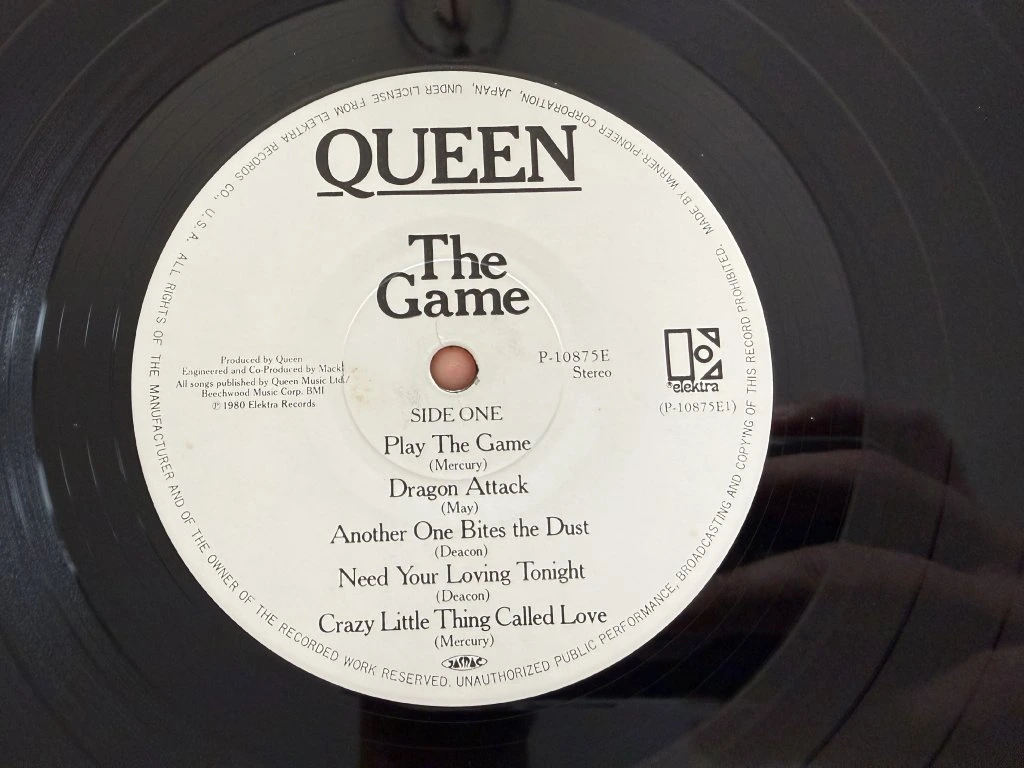 QUEEN
The
Game
Produced by Queen
Engineered and Co-Produced by Mack
All songs published by Queen Music Ltd./
Beechwood Music Corp. BMI
℗ 1980 Elektra Records
P-10875E
Stereo
elektra
(P-10875E1)
SIDE ONE
Play The Game
(Mercury)
Dragon Attack
(May)
Another One Bites the Dust
(Deacon)
Need Your Loving Tonight
(Deacon)
Crazy Little Thing Called Love
(Mercury)
JASRAC
MADE BY WARNER-PIONEER CORPORATION, JAPAN, UNDER LICENSE FROM ELEKTRA RECORDS CO., U.S.A. ALL RIGHTS OF THE MANUFACTURER AND OF THE OWNER OF THE RECORDED WORK RESERVED. UNAUTHORIZED PUBLIC PERFORMANCE, BROADCASTING AND COPY'NG OF THIS RECORD PROHIBITED.